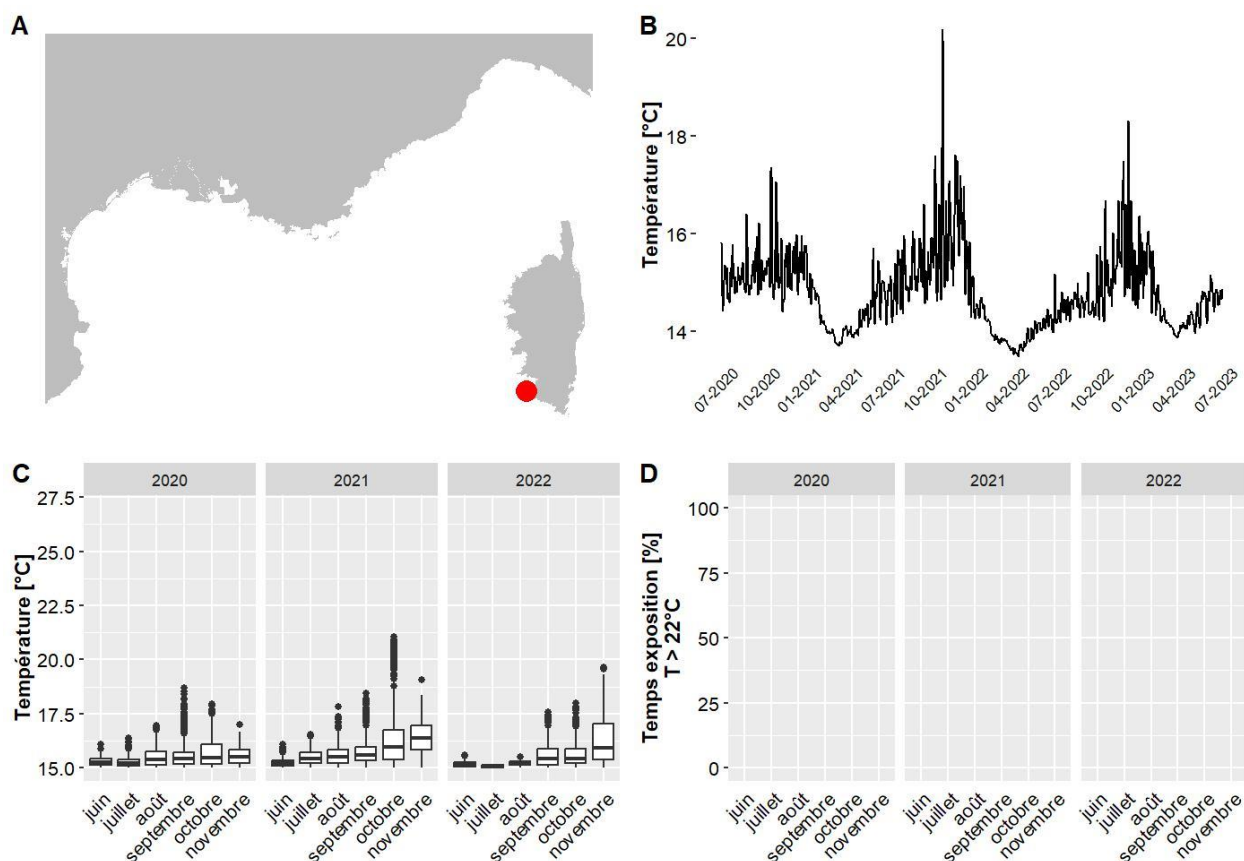 A
B
Température [°C]
20
18
16
14
07-2020
10-2020
01-2021
04-2021
07-2021
10-2021
01-2022
04-2022
07-2022
10-2022
01-2023
04-2023
07-2023
C
2020
2021
2022
Température [°C]
27.5
25.0
22.5
20.0
17.5
15.0
juin
juillet
août
septembre
octobre
novembre
juin
juillet
août
septembre
octobre
novembre
juin
juillet
août
septembre
octobre
novembre
D
2020
2021
2022
Temps exposition [%]
T > 22°C
100
75
50
25
0
juin
juillet
août
septembre
octobre
novembre
juin
juillet
août
septembre
octobre
novembre
juin
juillet
août
septembre
octobre
novembre